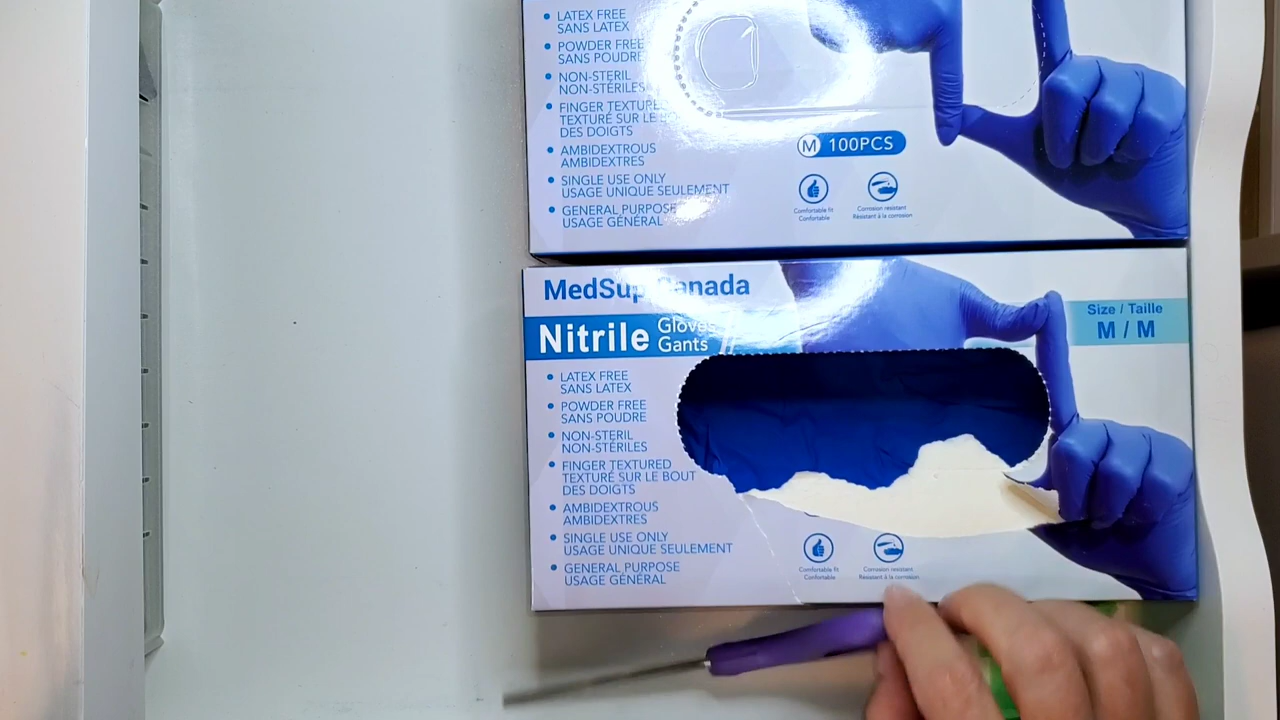 LATEX FREE
SANS LATEX
POWDER FREE
SANS POUDRE
NON-STERIL
NON-STÉRILES
FINGER TEXTURED
TEXTURÉ SUR LE BOUT
DES DOIGTS
AMBIDEXTROUS
AMBIDEXTRES
SINGLE USE ONLY
USAGE UNIQUE SEULEMENT
GENERAL PURPOSE
USAGE GÉNÉRAL
M 100PCS
Comfortable fit
Confortable
Corrosion resistant
Résistant à la corrosion
MedSup Canada
Nitrile
Gloves
Gants
Size / Taille
M / M
LATEX FREE
SANS LATEX
POWDER FREE
SANS POUDRE
NON-STERIL
NON-STÉRILES
FINGER TEXTURED
TEXTURÉ SUR LE BOUT
DES DOIGTS
AMBIDEXTROUS
AMBIDEXTRES
SINGLE USE ONLY
USAGE UNIQUE SEULEMENT
GENERAL PURPOSE
USAGE GÉNÉRAL
Comfortable fit
Confortable
Corrosion resistant
Résistant à la corrosion